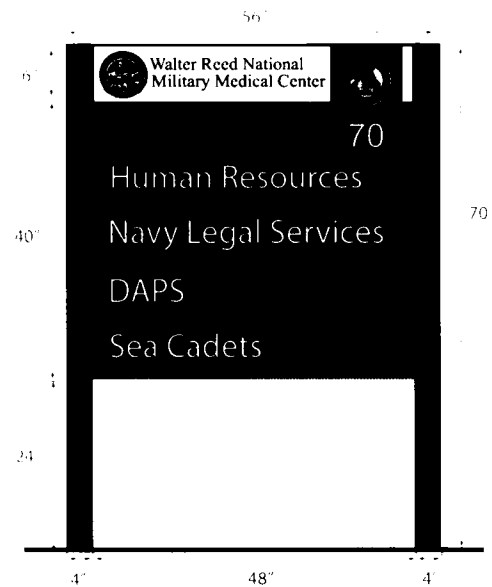 56"
6"
Walter Reed National
Military Medical Center
70
Human Resources
40"
Navy Legal Services
70
DAPS
Sea Cadets
24
4"
48"
4"